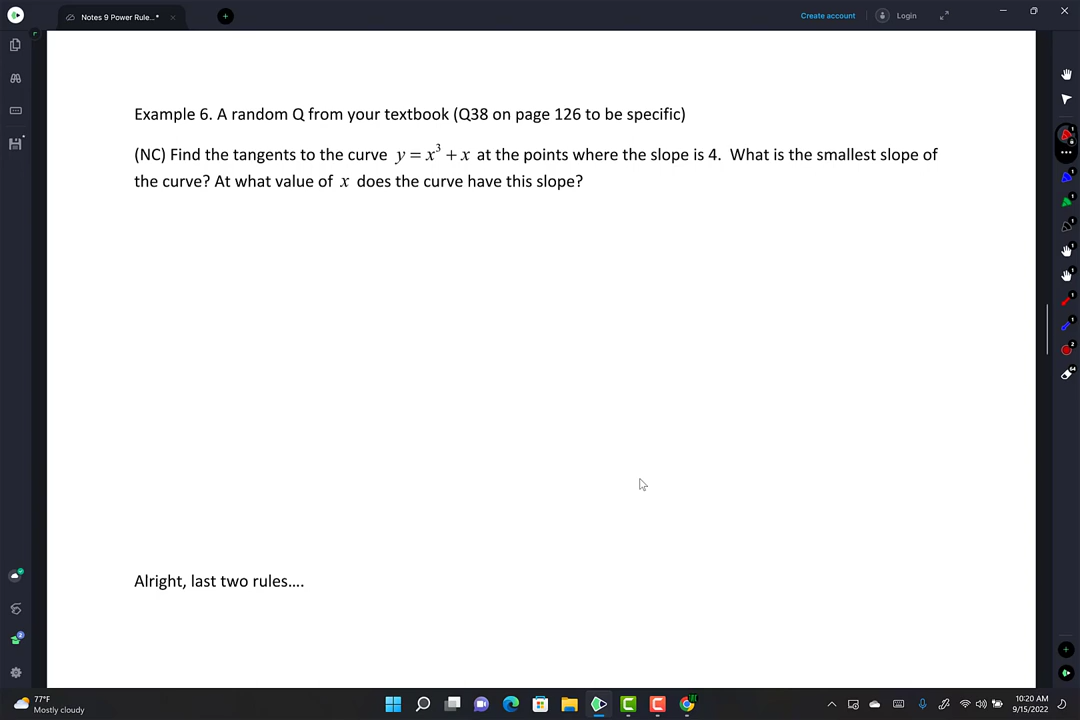 Notes 9 Power Rule...*
Create account
Login
Example 6. A random Q from your textbook (Q38 on page 126 to be specific)
(NC) Find the tangents to the curve y = x³ + x at the points where the slope is 4. What is the smallest slope of
the curve? At what value of x does the curve have this slope?
Alright, last two rules....
77°F
Mostly cloudy
10:20 AM
9/15/2022